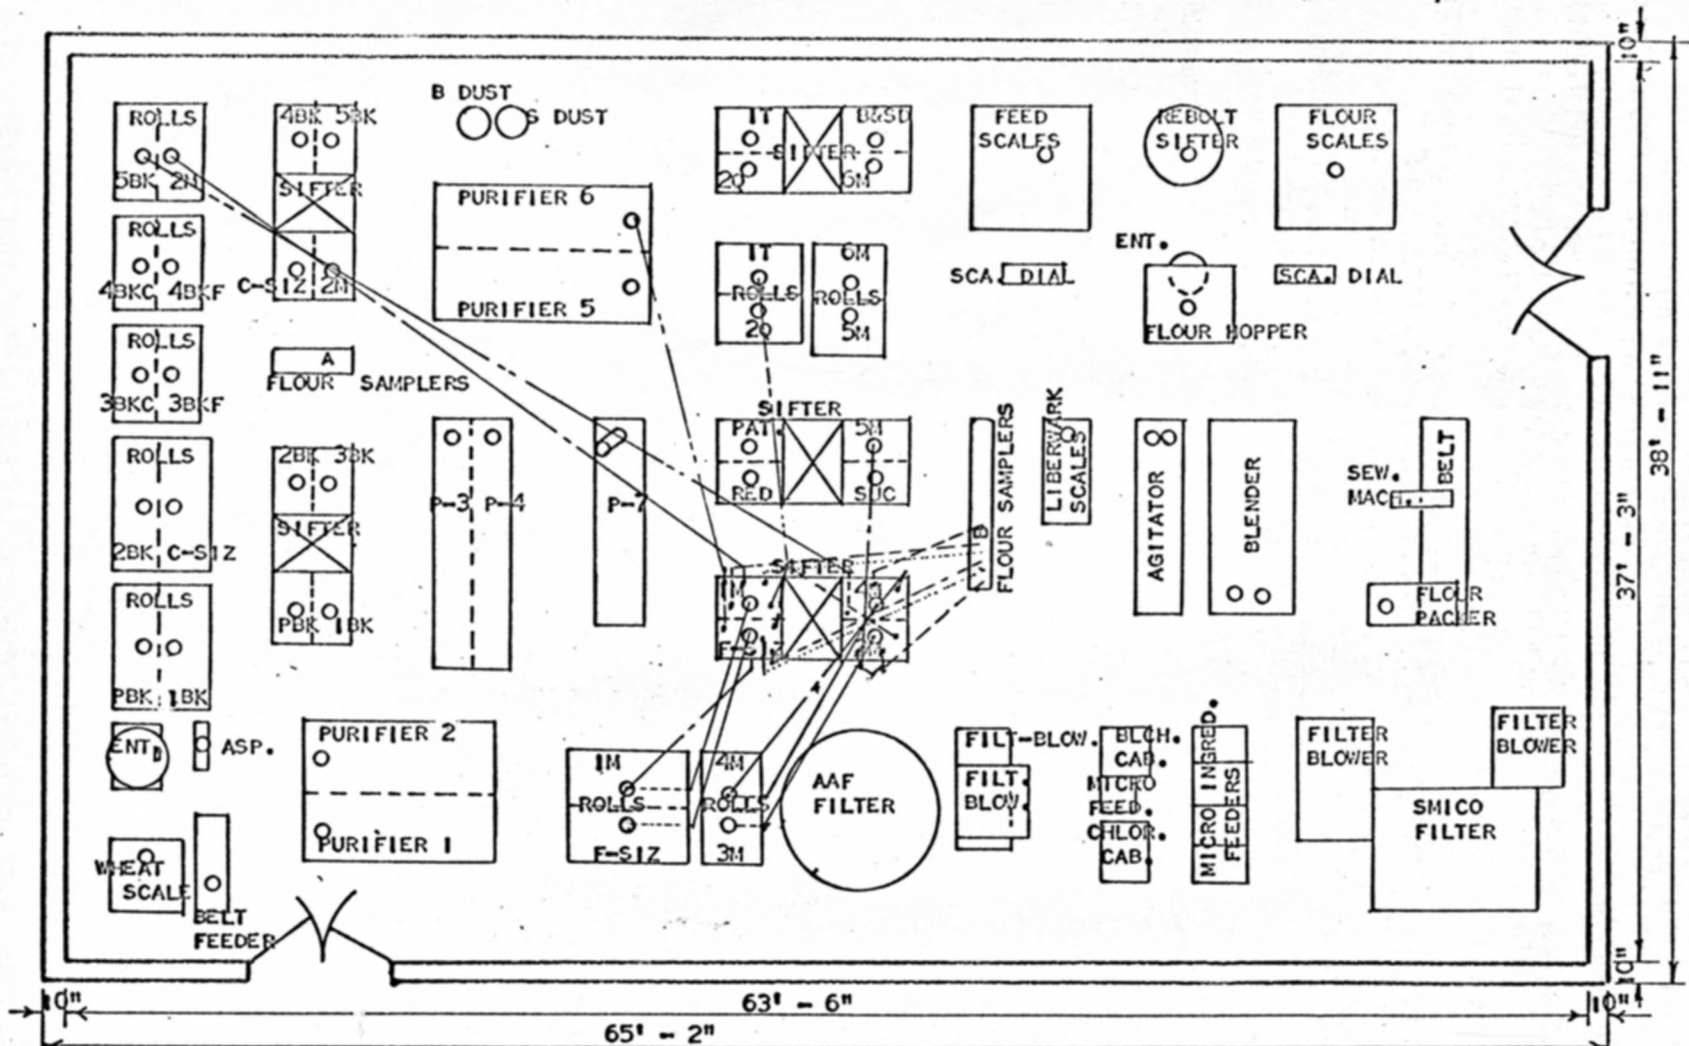 10"
B DUST
S DUST
ROLLS
5BK 2M
4BK 5BK
SIFTER
C-SIZ 2M
PURIFIER 6
PURIFIER 5
1T
B&SD
SIFTER
2Q
6M
FEED
SCALES
REBOLT
SIFTER
FLOUR
SCALES
ROLLS
4BKC 4BKF
1T
ROLLS
2Q
6M
ROLLS
5M
ENT.
SCA. DIAL
FLOUR HOPPER
SCA. DIAL
ROLLS
3BKC 3BKF
A
FLOUR SAMPLERS
38' - 11"
37' - 3"
ROLLS
2BK C-SIZ
2BK 3BK
SIFTER
PBK 1BK
P-3 P-4
P-7
SIFTER
PAT.
5M
RED
SUC
B
FLOUR SAMPLERS
SCALES
AGITATOR
BLENDER
SEW.
MACH.
BELT
FLOUR
PACKER
SIFTER
1M
ROLLS
PBK 1BK
ENT.
ASP.
PURIFIER 2
PURIFIER 1
1M
ROLLS
F-SIZ
4M
ROLLS
3M
AAF
FILTER
FILT-BLOW.
FILT.
BLOW.
BLCH.
CAB.
MICRO
FEED.
CHLOR.
CAB.
MICRO INGRED.
FEEDERS
FILTER
BLOWER
FILTER
BLOWER
SMICO
FILTER
WHEAT
SCALE
BELT
FEEDER
10"
10"
63' - 6"
10"
65' - 2"